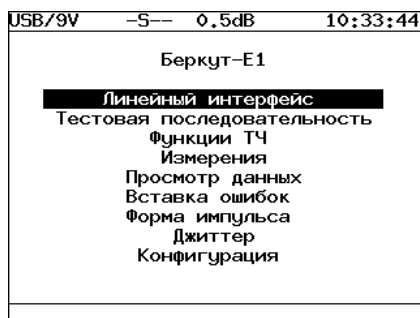 USB/9V -S-- 0.5dB 10:33:44
Беркут-E1
Линейный интерфейс
Тестовая последовательность
Функции ТЧ
Измерения
Просмотр данных
Вставка ошибок
Форма импульса
Джиттер
Конфигурация